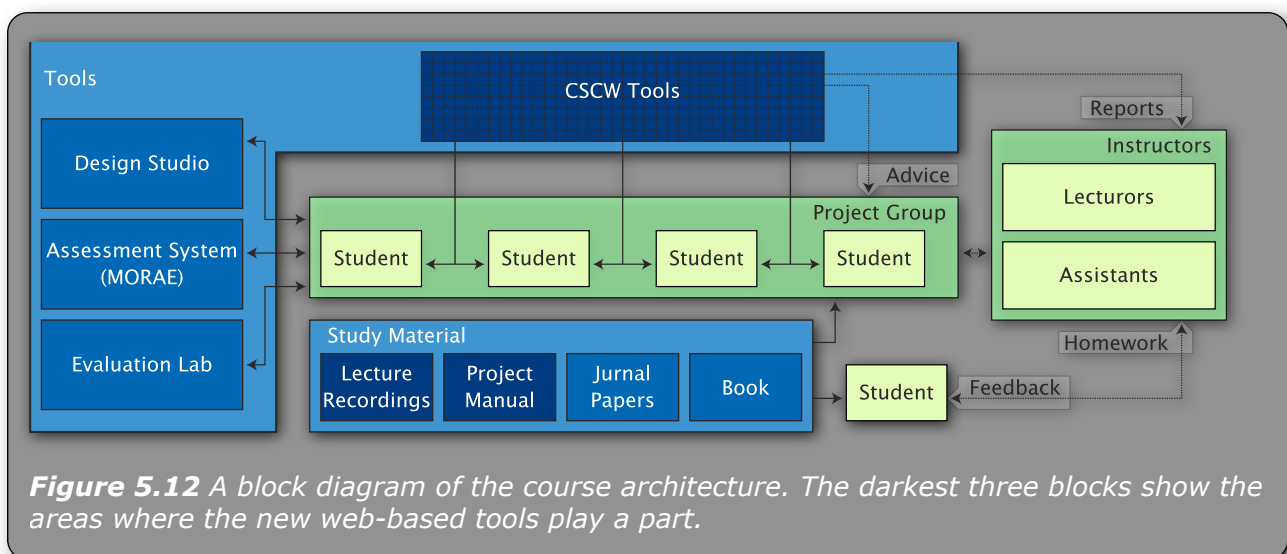 Tools
CSCW Tools
Reports
Design Studio
Instructors
Advice
Lecturors
Project Group
Assessment System
(MORAE)
Student
Student
Student
Student
Assistants
Study Material
Homework
Evaluation Lab
Lecture
Recordings
Project
Manual
Jurnal
Papers
Book
Student
Feedback
Figure 5.12 A block diagram of the course architecture. The darkest three blocks show the
areas where the new web-based tools play a part.